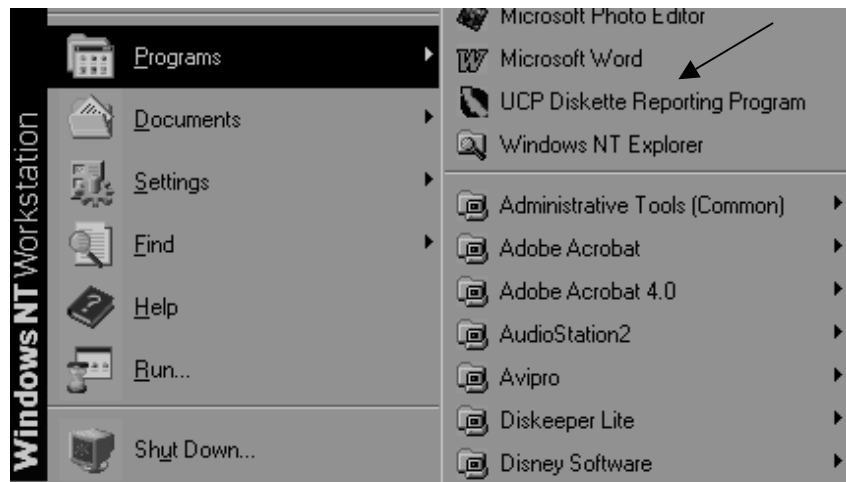 Windows NT Workstation
Programs
Documents
Settings
Find
Help
Run...
Shut Down...
Microsoft Photo Editor
Microsoft Word
UCP Diskette Reporting Program
Windows NT Explorer
Administrative Tools (Common)
Adobe Acrobat
Adobe Acrobat 4.0
AudioStation2
Avipro
Diskeeper Lite
Disney Software